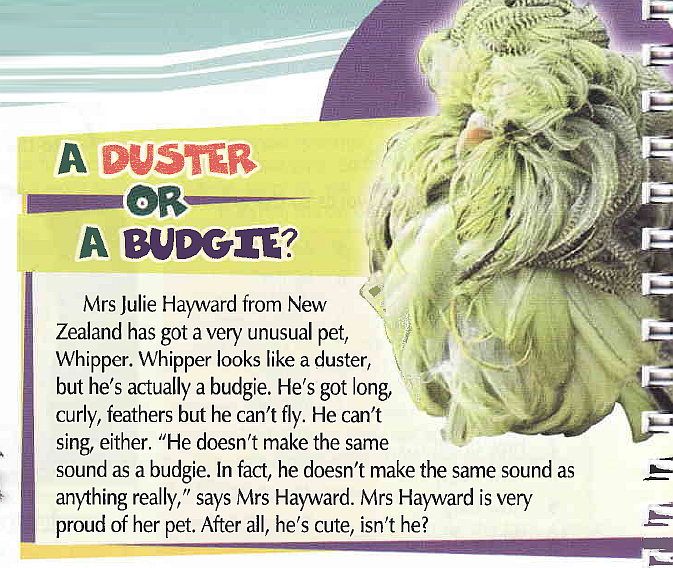 A DUSTER
OR
A BUDGIE?
Mrs Julie Hayward from New
Zealand has got a very unusual pet,
Whipper. Whipper looks like a duster,
but he's actually a budgie. He's got long,
curly, feathers but he can't fly. He can't
sing, either. "He doesn't make the same
sound as a budgie. In fact, he doesn't make the same sound as
anything really," says Mrs Hayward. Mrs Hayward is very
proud of her pet. After all, he's cute, isn't he?